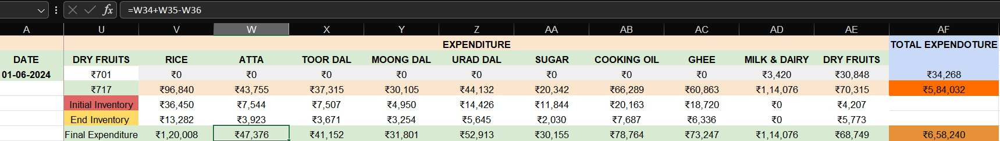 fx =W34+W35-W36
A U V W X Y Z AA AB AC AD AE AF
EXPENDITURE TOTAL EXPENDOTURE
DATE DRY FRUITS RICE ATTA TOOR DAL MOONG DAL URAD DAL SUGAR COOKING OIL GHEE MILK & DAIRY DRY FRUITS
01-06-2024 ₹701 ₹0 ₹0 ₹0 ₹0 ₹0 ₹0 ₹0 ₹0 ₹3,420 ₹30,848 ₹34,268
₹717 ₹96,840 ₹43,755 ₹37,315 ₹30,105 ₹44,132 ₹20,342 ₹66,289 ₹60,863 ₹1,14,076 ₹70,315 ₹5,84,032
Initial Inventory ₹36,450 ₹7,544 ₹7,507 ₹4,950 ₹14,426 ₹11,844 ₹20,163 ₹18,720 ₹0 ₹4,207
End Inventory ₹13,282 ₹3,923 ₹3,671 ₹3,254 ₹5,645 ₹2,030 ₹7,687 ₹6,336 ₹0 ₹5,773
Final Expenditure ₹1,20,008 ₹47,376 ₹41,152 ₹31,801 ₹52,913 ₹30,155 ₹78,764 ₹73,247 ₹1,14,076 ₹68,749 ₹6,58,240